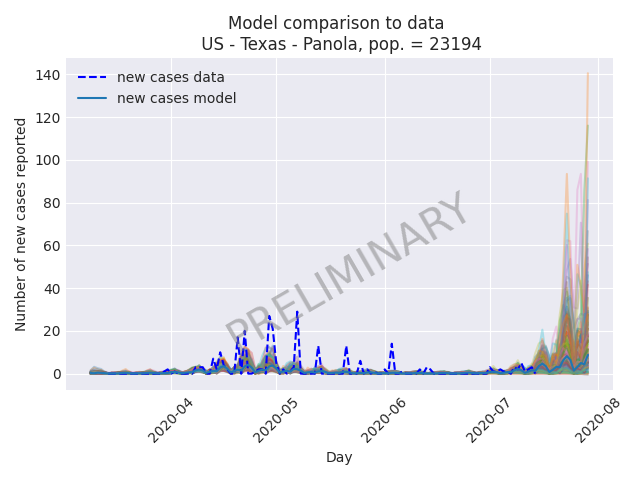 Model comparison to data
US - Texas - Panola, pop. = 23194
new cases data
new cases model
Number of new cases reported
140
120
100
80
60
40
20
0
PRELIMINARY
2020-04
2020-05
2020-06
2020-07
2020-08
Day